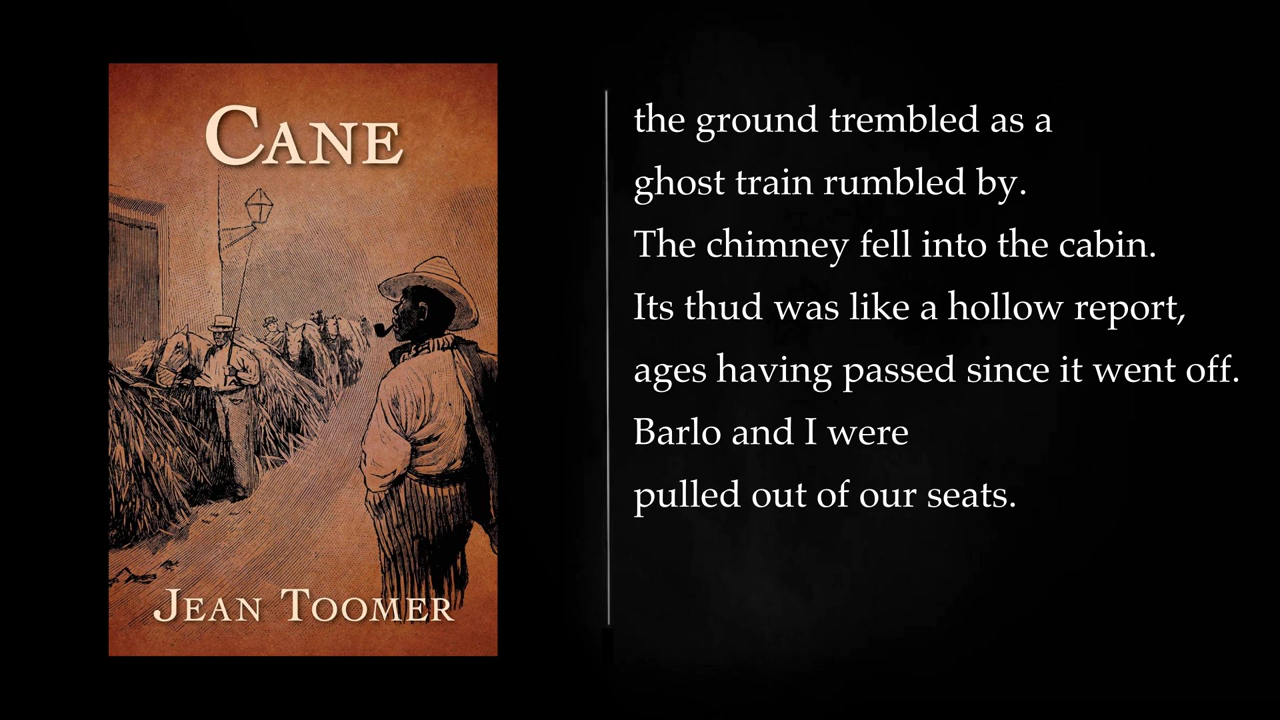 CANE
JEAN TOOMER
the ground trembled as a
ghost train rumbled by.
The chimney fell into the cabin.
Its thud was like a hollow report,
ages having passed since it went off.
Barlo and I were
pulled out of our seats.